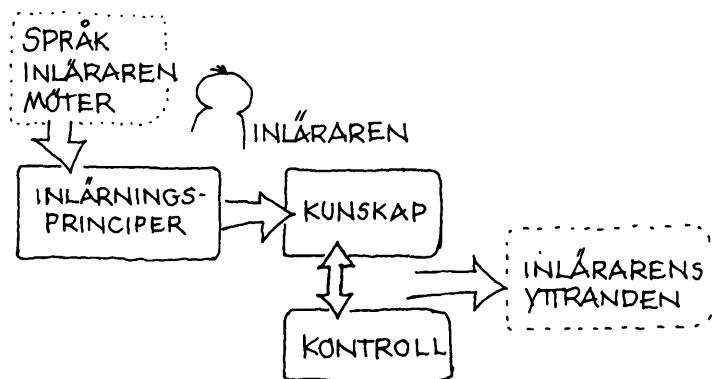 SPRÅK
INLÄRAREN
MÖTER
INLÄRAREN
INLÄRNINGS-
PRINCIPER
KUNSKAP
INLÄRARENS
YTTRANDEN
KONTROLL